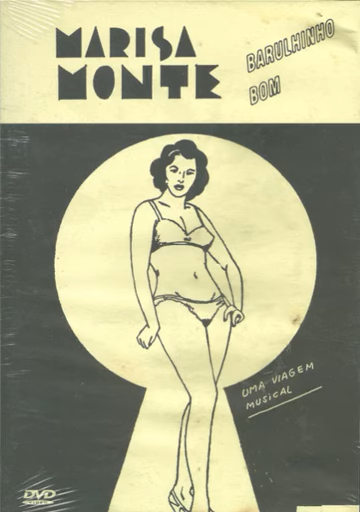 MARISA
MONTE
BARULHINHO
BOM
UMA VIAGEM
MUSICAL
DVD